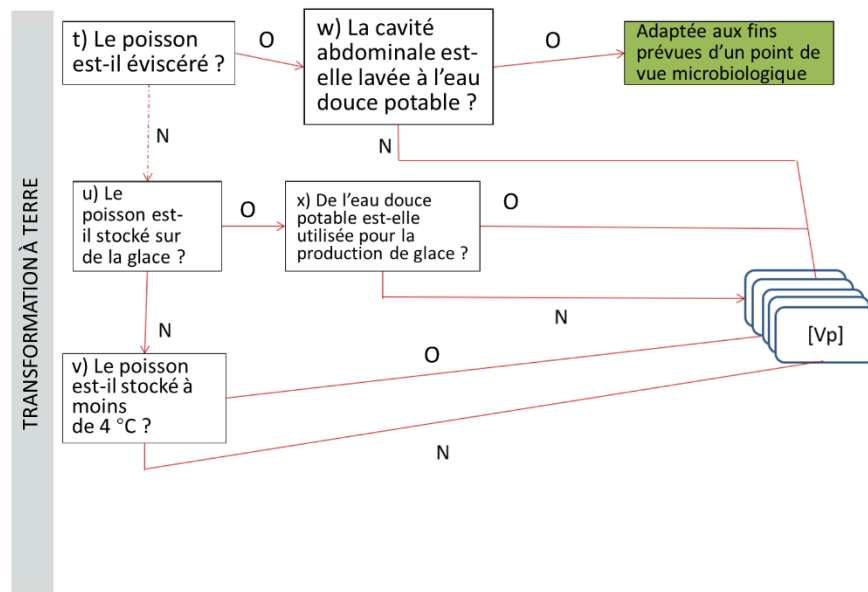 TRANSFORMATION À TERRE
t) Le poisson
est-il éviscéré ?
O
w) La cavité
abdominale est-
elle lavée à l'eau
douce potable ?
O
Adaptée aux fins
prévues d'un point de
vue microbiologique
N
N
u) Le
poisson est-
il stocké sur
de la glace ?
O
x) De l'eau douce
potable est-elle
utilisée pour la
production de glace ?
O
N
N
[Vp]
v) Le poisson
est-il stocké à
moins
de 4 °C ?
O
N